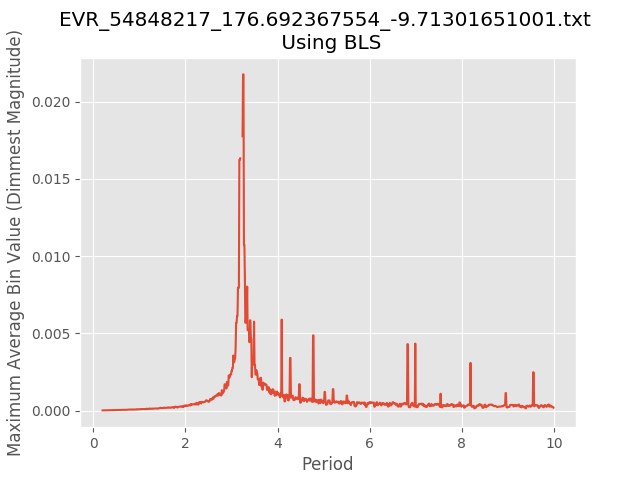 EVR_54848217_176.692367554_-9.71301651001.txt
Using BLS
Maximum Average Bin Value (Dimmest Magnitude)
0.020
0.015
0.010
0.005
0.000
0
2
4
6
8
10
Period